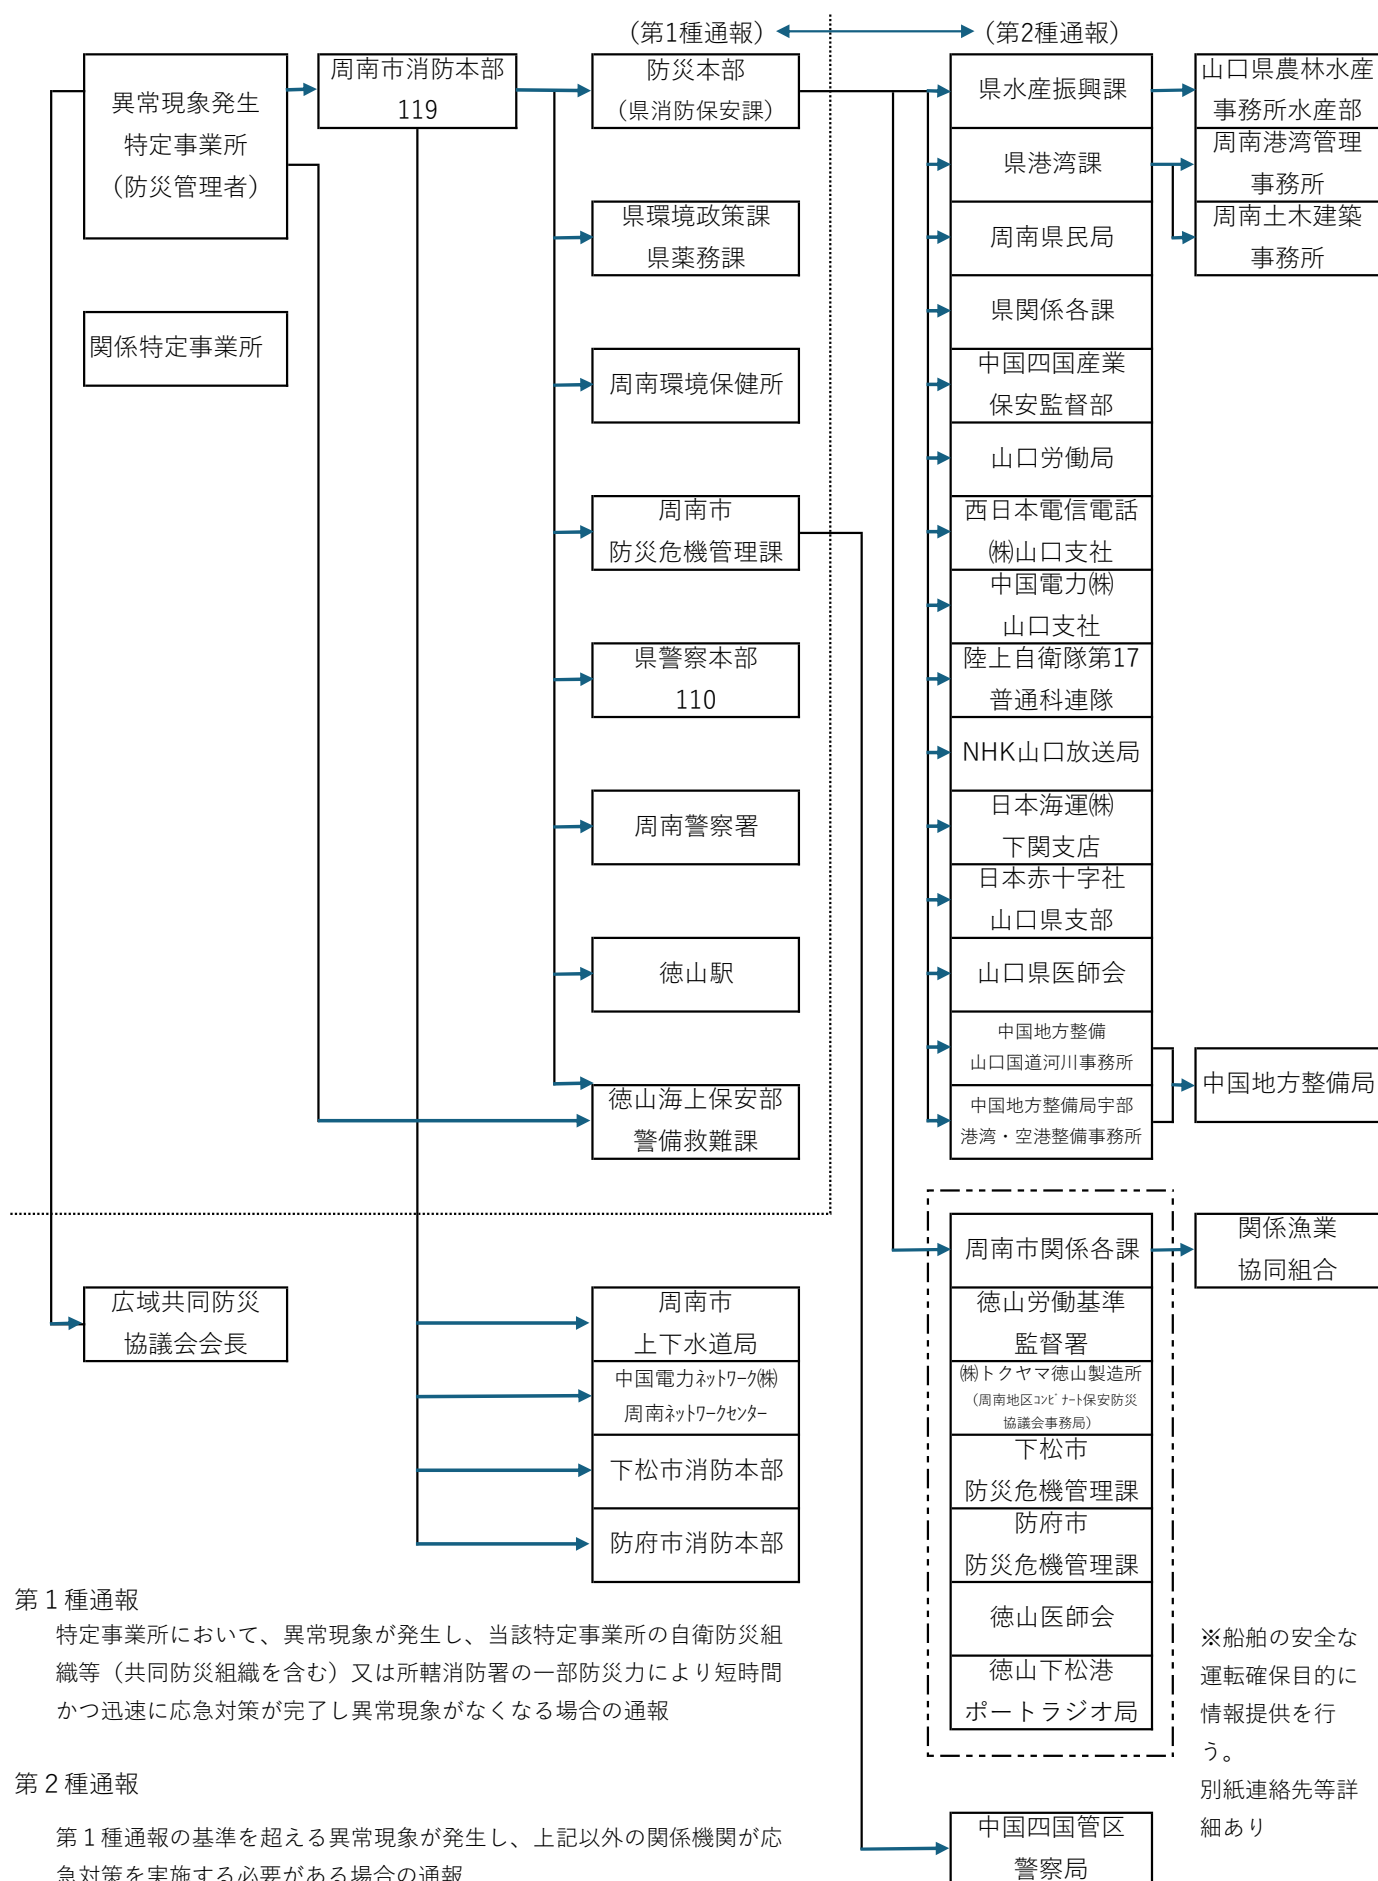 (第1種通報)
(第2種通報)
異常現象発生
特定事業所
(防災管理者)
周南市消防本部
119
防災本部
(県消防保安課)
県環境政策課
県薬務課
関係特定事業所
周南環境保健所
周南市
防災危機管理課
県警察本部
110
周南警察署
徳山駅
徳山海上保安部
警備救難課
県水産振興課
県港湾課
周南県民局
県関係各課
中国四国産業
保安監督部
山口労働局
西日本電信電話
㈱山口支社
中国電力㈱
山口支社
陸上自衛隊第17
普通科連隊
NHK山口放送局
日本海運㈱
下関支店
日本赤十字社
山口県支部
山口県医師会
中国地方整備
山口国道河川事務所
中国地方整備局宇部
港湾・空港整備事務所
山口県農林水産
事務所水産部
周南港湾管理
事務所
周南土木建築
事務所
中国地方整備局
広域共同防災
協議会会長
周南市
上下水道局
中国電力ﾈｯﾄﾜｰｸ㈱
周南ﾈｯﾄﾜｰｸｾﾝﾀｰ
下松市消防本部
防府市消防本部
周南市関係各課
徳山労働基準
監督署
㈱トクヤマ徳山製造所
(周南地区ｺﾝﾋﾞﾅｰﾄ保安防災
協議会事務局)
下松市
防災危機管理課
防府市
防災危機管理課
徳山医師会
徳山下松港
ポートラジオ局
関係漁業
協同組合
中国四国管区
警察局
※船舶の安全な
運転確保目的に
情報提供を行
う。
別紙連絡先等詳
細あり
第１種通報
特定事業所において、異常現象が発生し、当該特定事業所の自衛防災組
織等（共同防災組織を含む）又は所轄消防署の一部防災力により短時間
かつ迅速に応急対策が完了し異常現象がなくなる場合の通報
第２種通報
第１種通報の基準を超える異常現象が発生し、上記以外の関係機関が応
急対策を実施する必要がある場合の通報